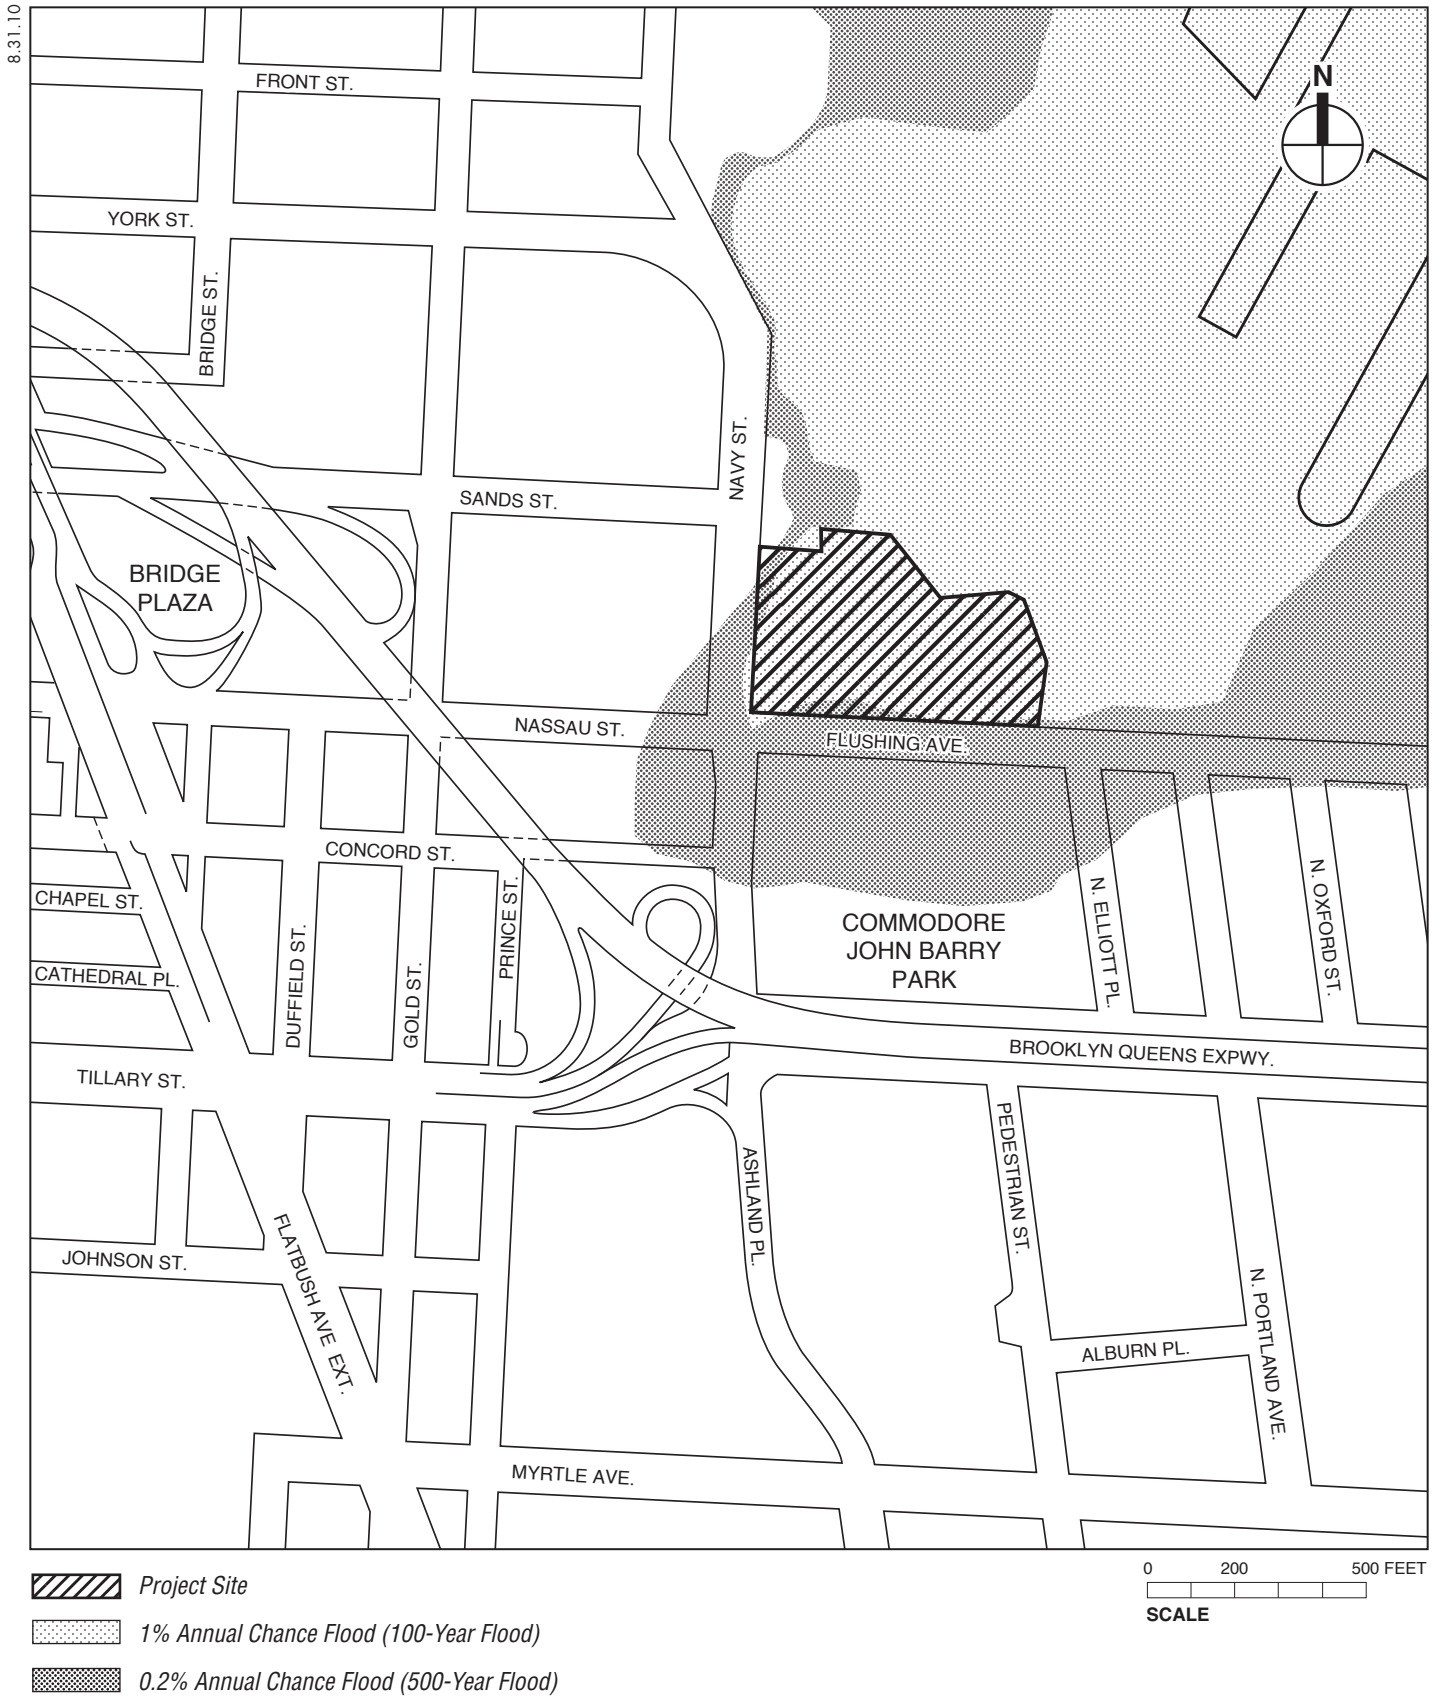 8.31.10
FRONT ST.
N
YORK ST.
BRIDGE ST.
NAVY ST.
SANDS ST.
BRIDGE
PLAZA
NASSAU ST.
FLUSHING AVE.
CONCORD ST.
CHAPEL ST.
PRINCE ST.
N. ELLIOTT PL.
N. OXFORD ST.
COMMODORE
JOHN BARRY
PARK
CATHEDRAL PL.
DUFFIELD ST.
GOLD ST.
BROOKLYN QUEENS EXPWY.
TILLARY ST.
PEDESTRIAN ST.
ASHLAND PL.
JOHNSON ST.
FLATBUSH AVE EXT.
N. PORTLAND AVE.
ALBURN PL.
MYRTLE AVE.
0 200 500 FEET
SCALE
Project Site
1% Annual Chance Flood (100-Year Flood)
0.2% Annual Chance Flood (500-Year Flood)